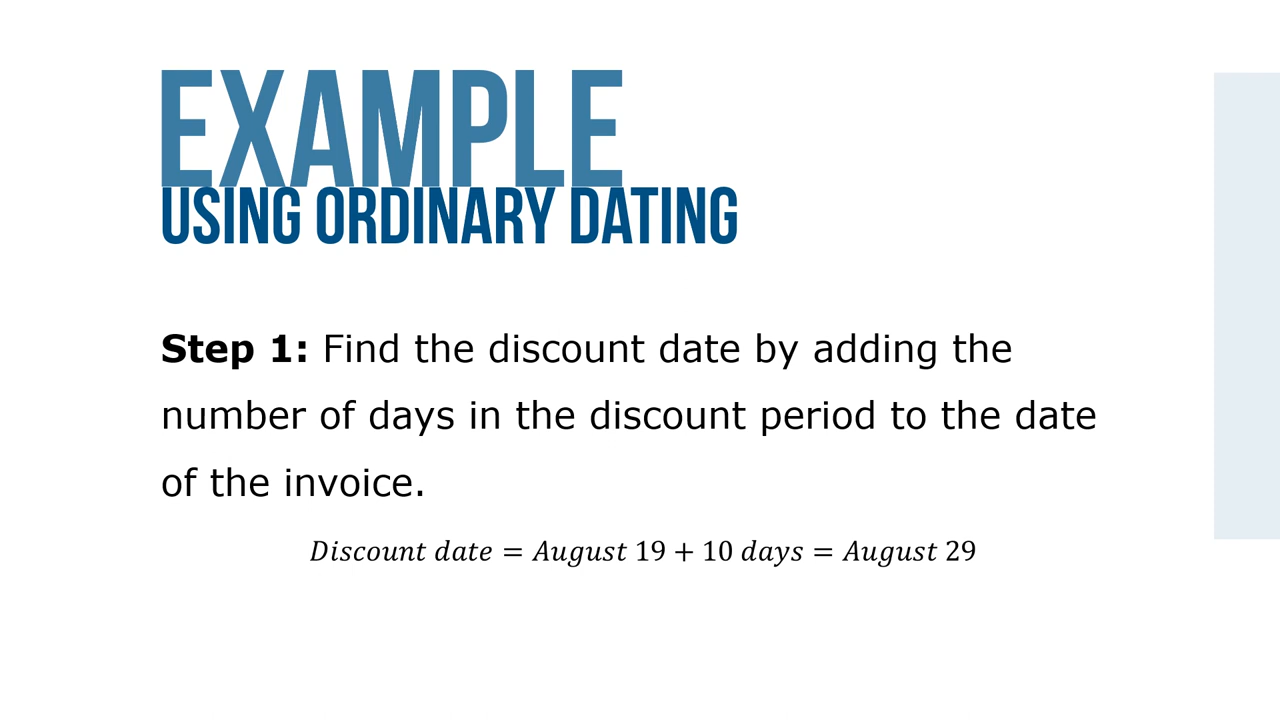 EXAMPLE
USING ORDINARY DATING
Step 1: Find the discount date by adding the
number of days in the discount period to the date
of the invoice.
Discount date = August 19 + 10 days = August 29